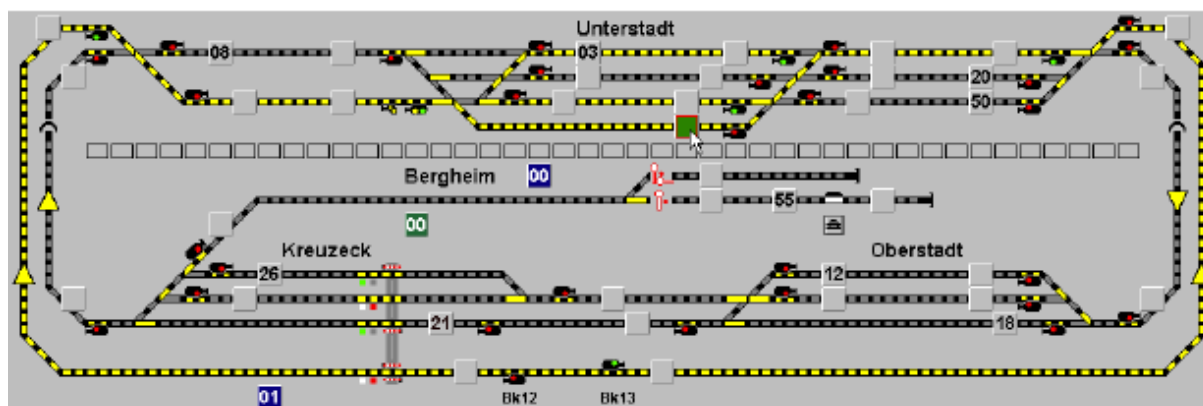 Unterstadt
08
03
20
50
Bergheim 00
55
00
Kreuzeck
Oberstadt
26
12
21
18
01
Bk12
Bk13